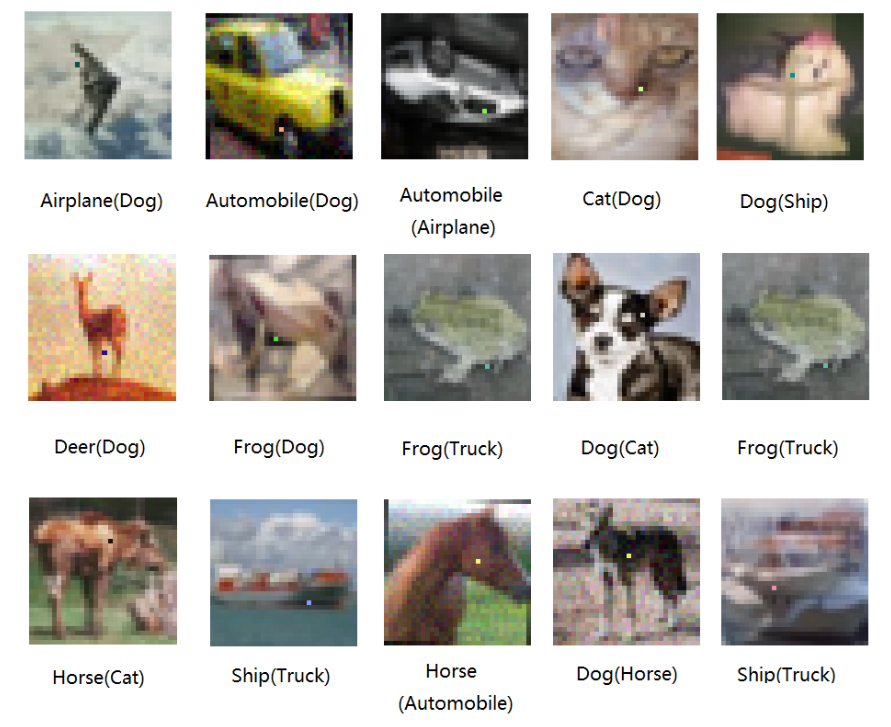 Airplane(Dog)
Automobile(Dog)
Automobile
(Airplane)
Cat(Dog)
Dog(Ship)
Deer(Dog)
Frog(Dog)
Frog(Truck)
Dog(Cat)
Frog(Truck)
Horse(Cat)
Ship(Truck)
Horse
(Automobile)
Dog(Horse)
Ship(Truck)